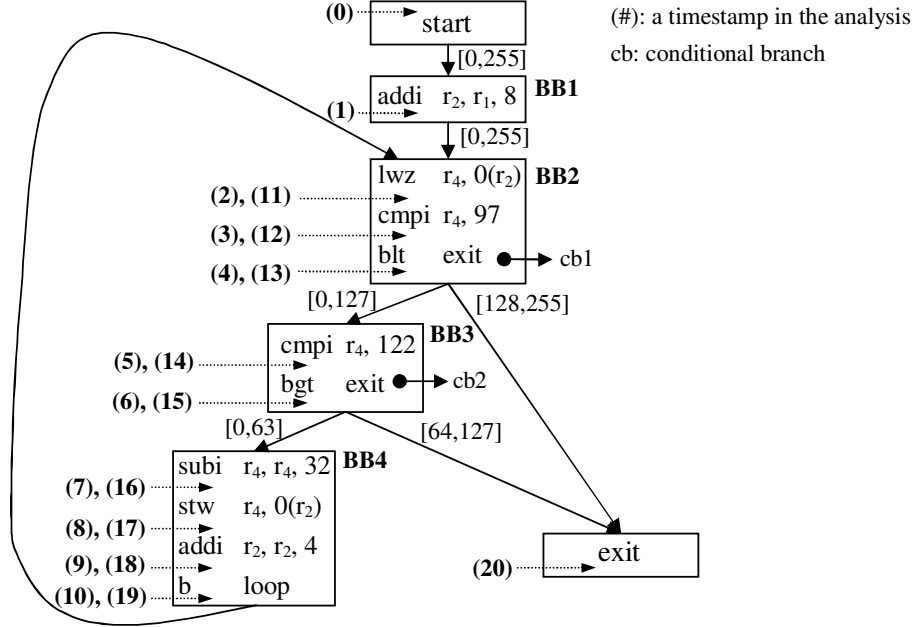 (0) start
(#): a timestamp in the analysis
cb: conditional branch
[0,255]
addi r2, r1, 8 BB1
(1)
[0,255]
lwz r4, 0(r2) BB2
(2), (11)
cmpi r4, 97
(3), (12)
blt exit cb1
(4), (13)
[0,127] [128,255]
BB3
cmpi r4, 122
(5), (14)
bgt exit cb2
(6), (15)
[0,63] [64,127]
subi r4, r4, 32 BB4
(7), (16)
stw r4, 0(r2)
(8), (17)
addi r2, r2, 4
(9), (18)
b loop
(10), (19)
exit
(20)